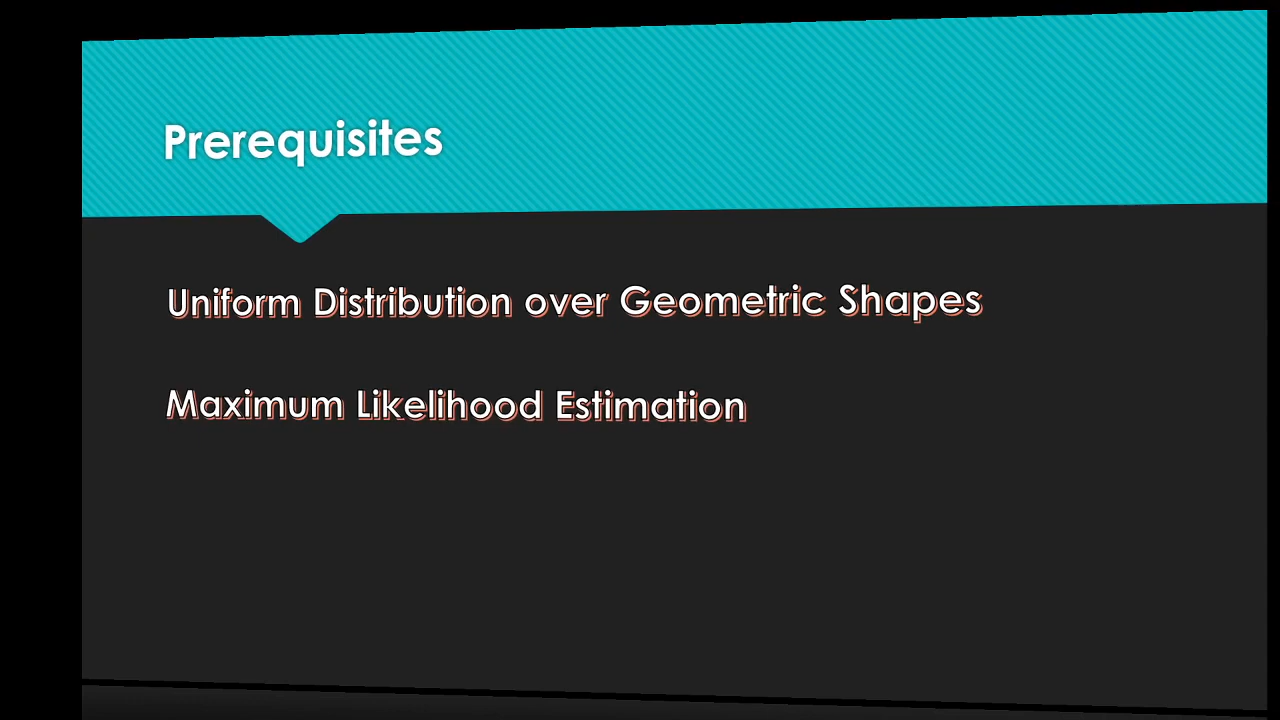 Prerequisites
Uniform Distribution over Geometric Shapes
Maximum Likelihood Estimation